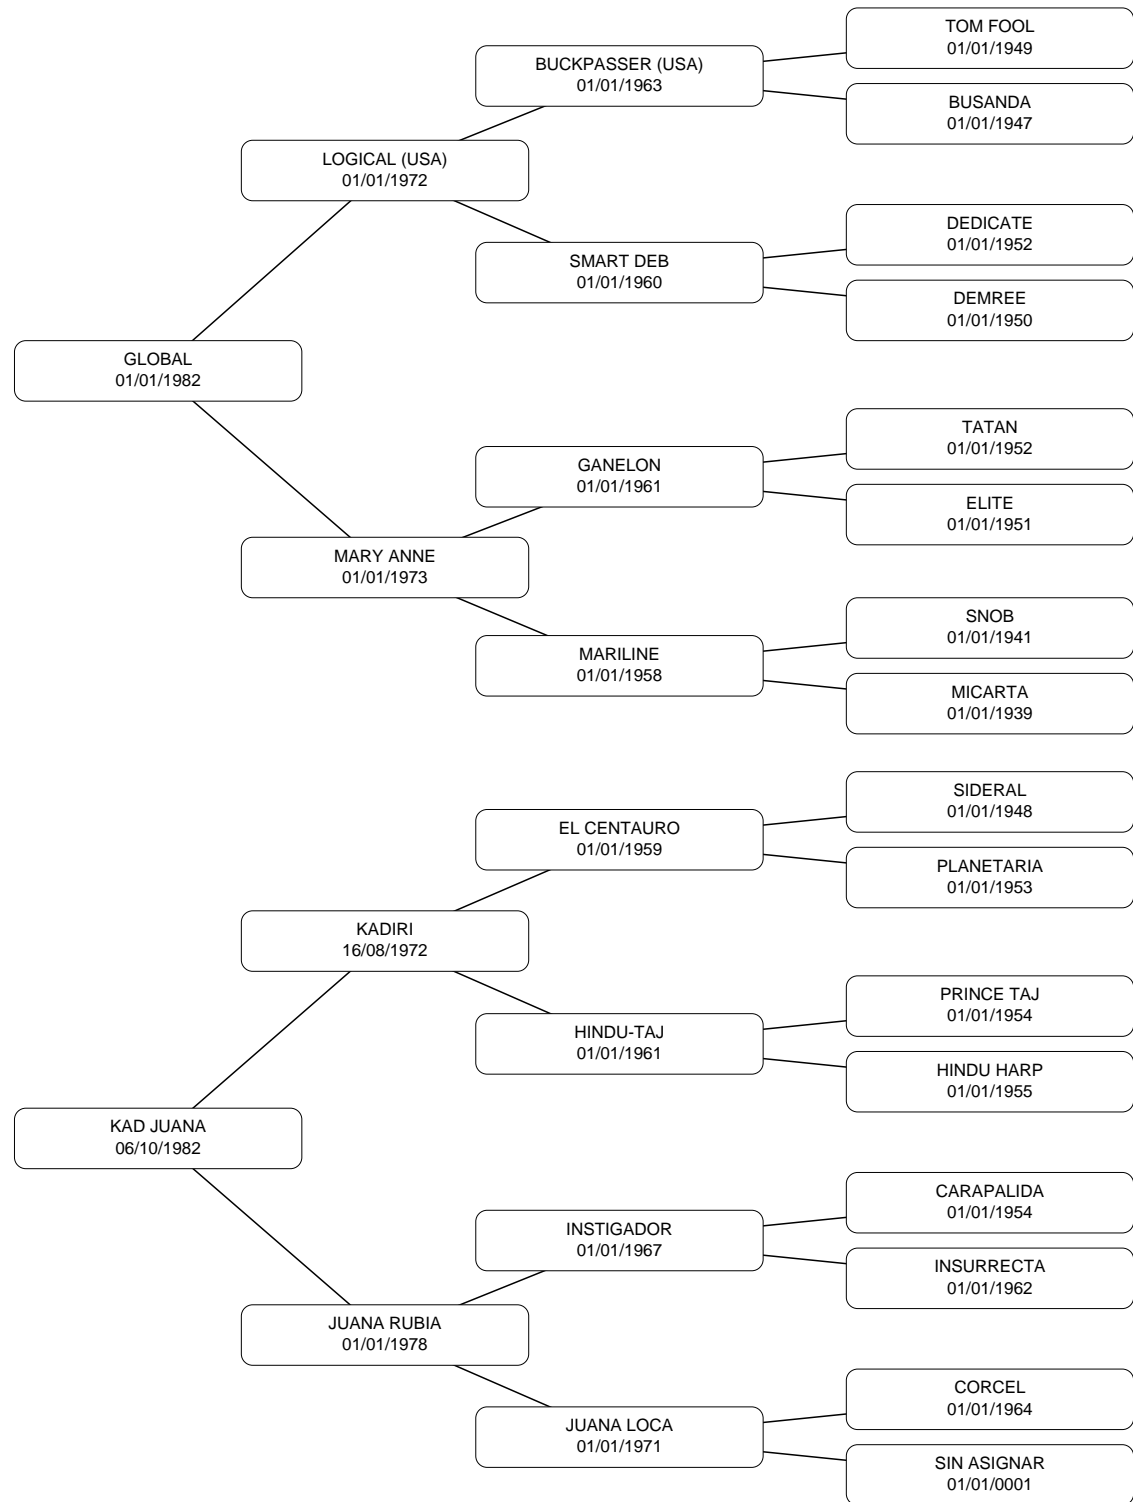 TOM FOOL
01/01/1949
BUCKPASSER (USA)
01/01/1963
BUSANDA
01/01/1947
LOGICAL (USA)
01/01/1972
DEDICATE
01/01/1952
SMART DEB
01/01/1960
DEMREE
01/01/1950
GLOBAL
01/01/1982
TATAN
01/01/1952
GANELON
01/01/1961
ELITE
01/01/1951
MARY ANNE
01/01/1973
SNOB
01/01/1941
MARILINE
01/01/1958
MICARTA
01/01/1939
SIDERAL
01/01/1948
EL CENTAURO
01/01/1959
PLANETARIA
01/01/1953
KADIRI
16/08/1972
PRINCE TAJ
01/01/1954
HINDU-TAJ
01/01/1961
HINDU HARP
01/01/1955
KAD JUANA
06/10/1982
CARAPALIDA
01/01/1954
INSTIGADOR
01/01/1967
INSURRECTA
01/01/1962
JUANA RUBIA
01/01/1978
CORCEL
01/01/1964
JUANA LOCA
01/01/1971
SIN ASIGNAR
01/01/0001